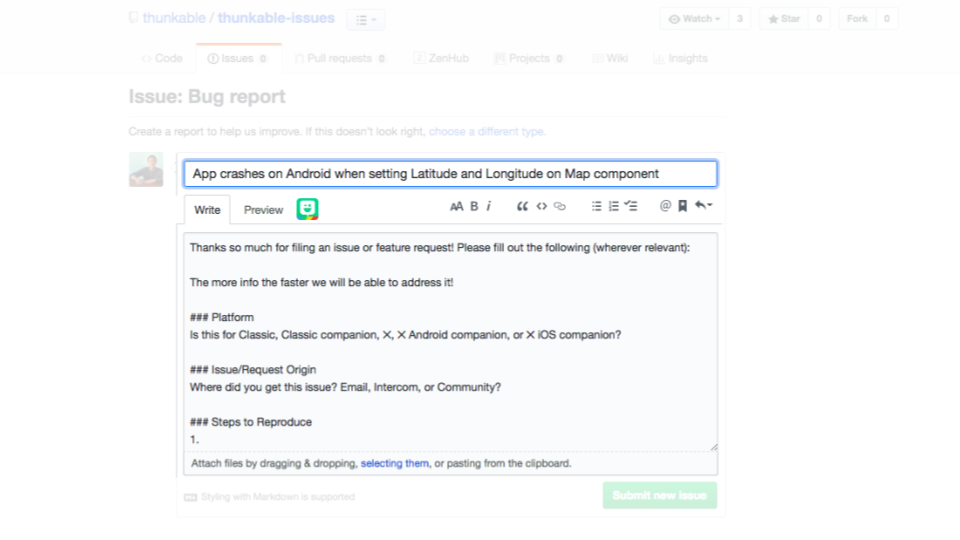 thunkable / thunkable-issues
Watch 3 Star 0 Fork 0
Code Issues 0 Pull requests 0 ZenHub Projects 0 Wiki Insights
Issue: Bug report
Create a report to help us improve. If this doesn't look right, choose a different type.
App crashes on Android when setting Latitude and Longitude on Map component
Write Preview AA B i “ <> @
Thanks so much for filing an issue or feature request! Please fill out the following (wherever relevant):
The more info the faster we will be able to address it!
### Platform
Is this for Classic, Classic companion, X, X Android companion, or X iOS companion?
### Issue/Request Origin
Where did you get this issue? Email, Intercom, or Community?
### Steps to Reproduce
1.
Attach files by dragging & dropping, selecting them, or pasting from the clipboard.
Styling with Markdown is supported
Submit new issue